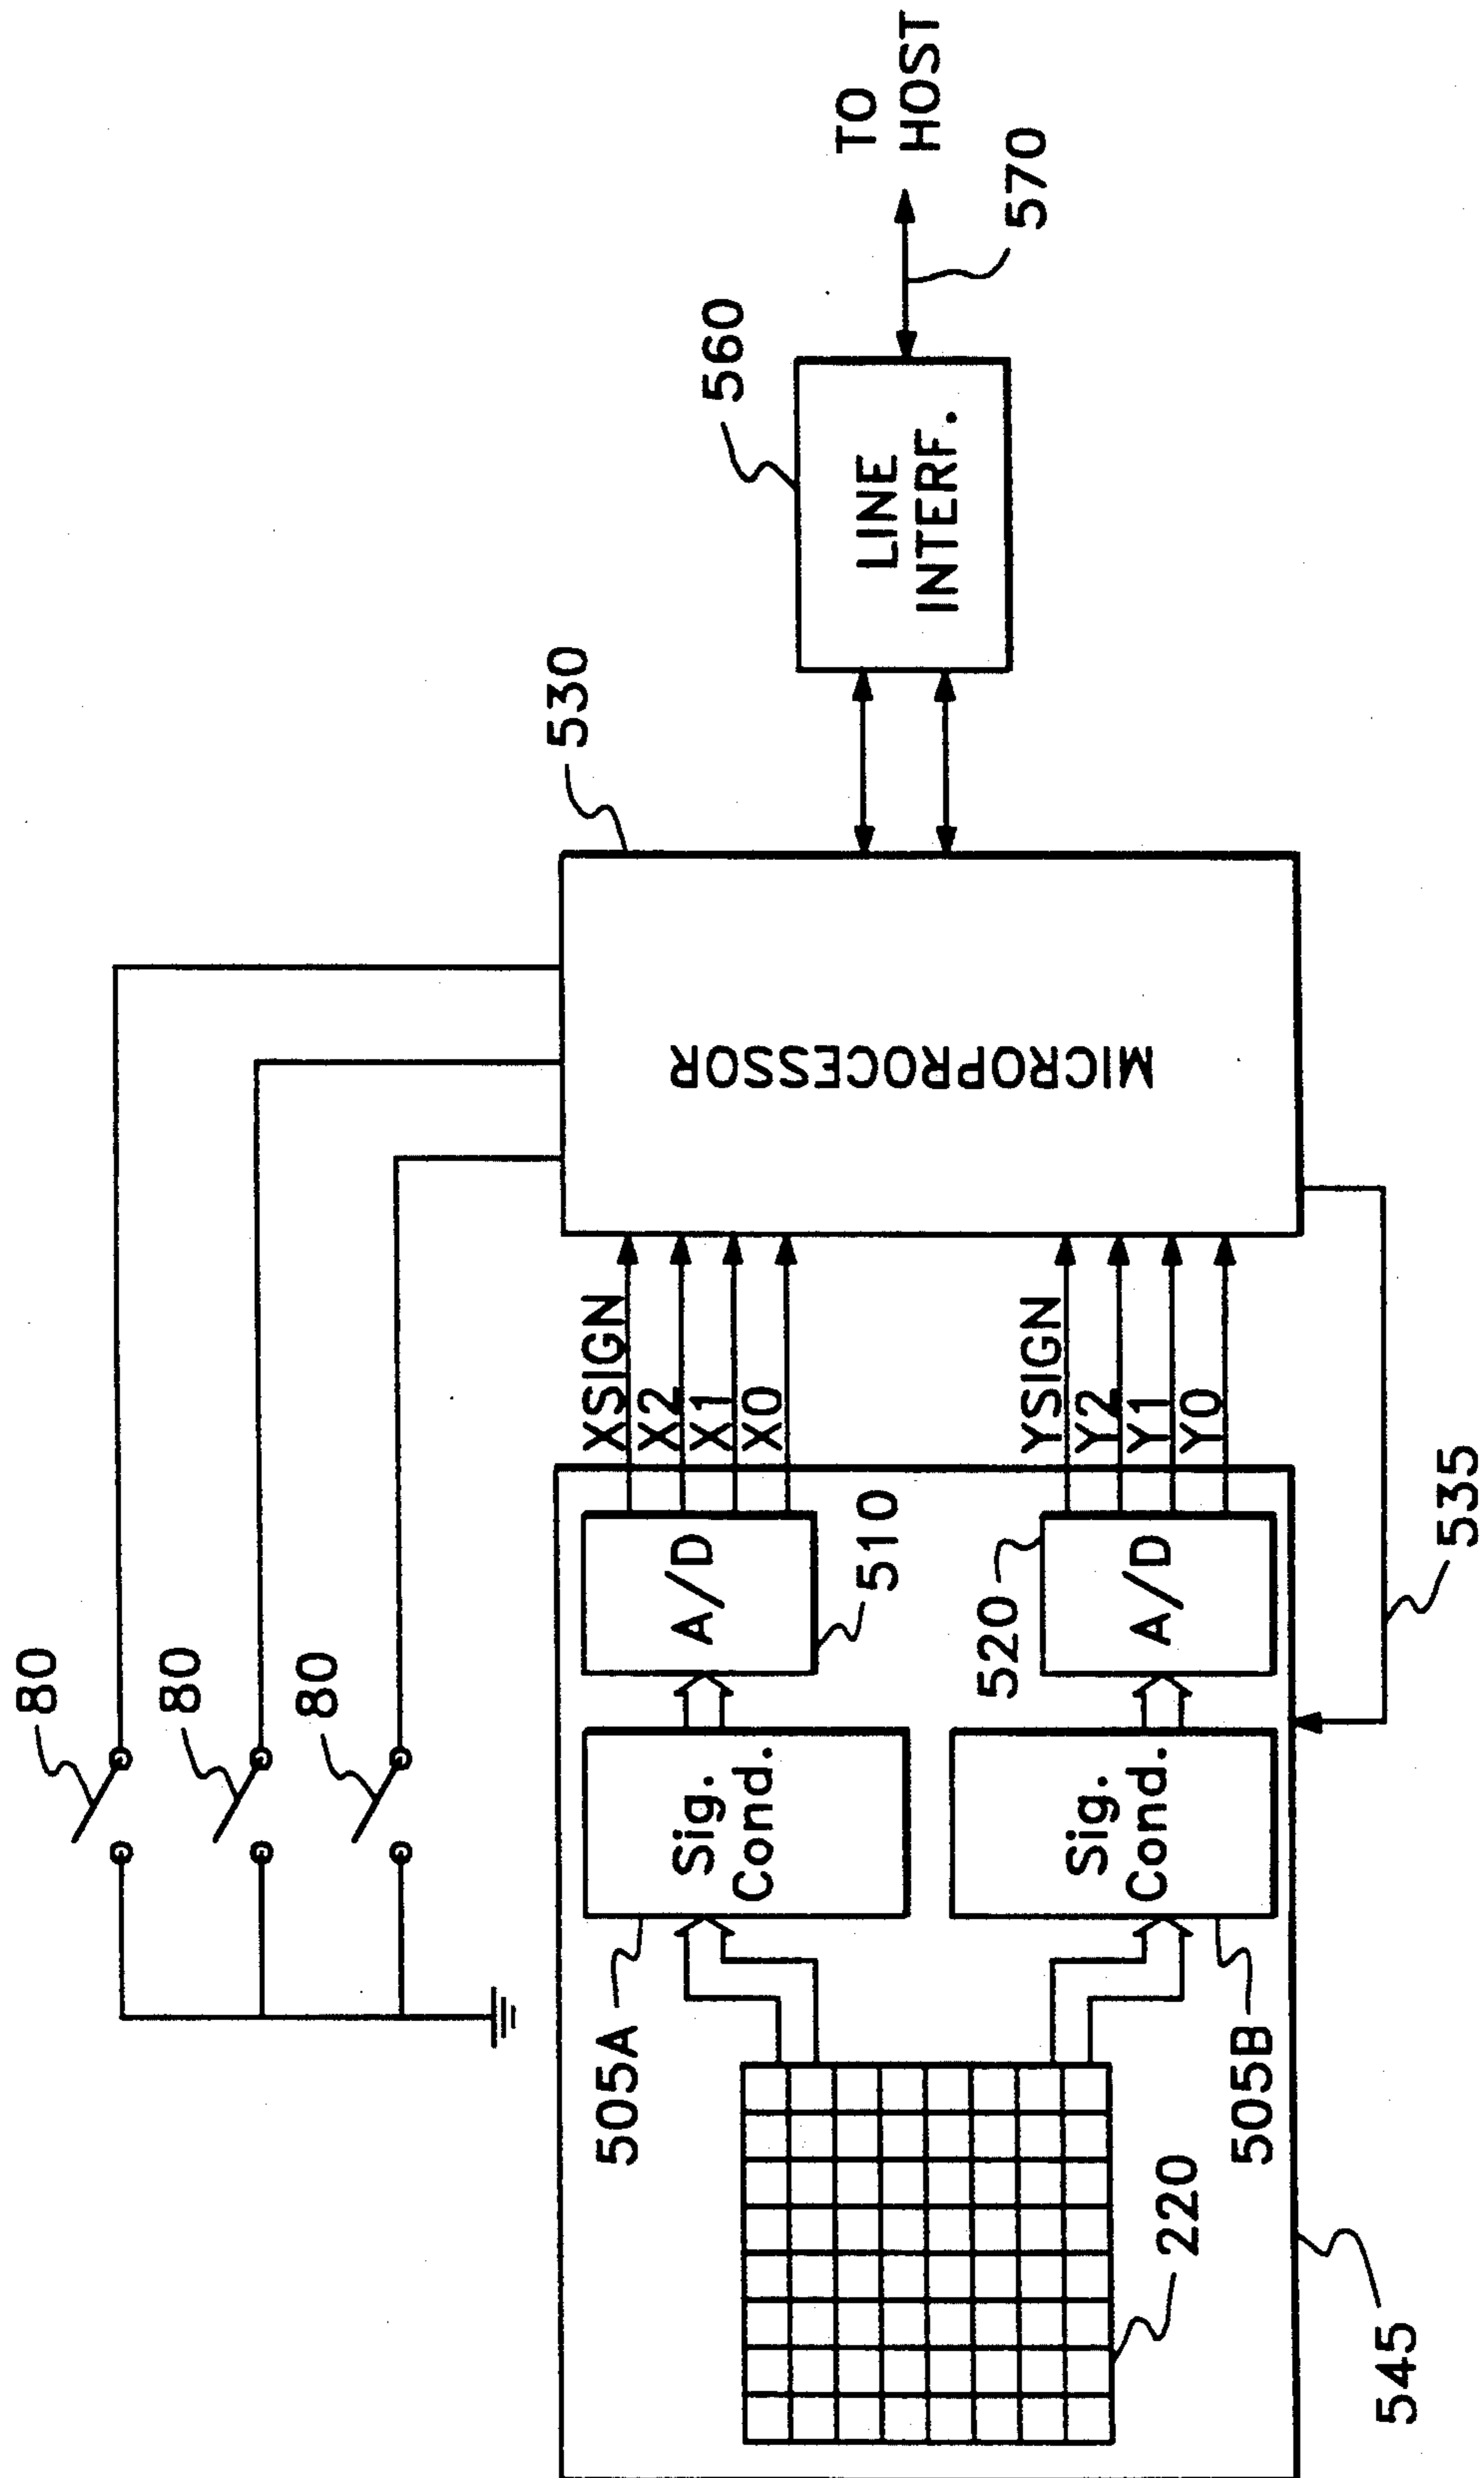 80
80
80
530
560
TO
HOST
570
LINE
INTERF.
MICROPROCESSOR
XSIGN
X2
X1
X0
YSIGN
Y2
Y1
Y0
505A
Sig.
Cond.
A/D
510
520
A/D
Sig.
Cond.
505B
220
535
545